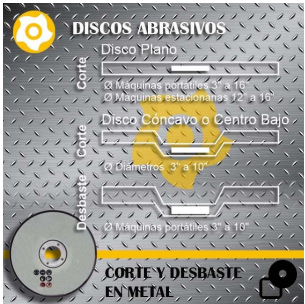 DISCOS ABRASIVOS
Disco Plano
Corte
Ø Máquinas portátiles 3" a 16"
Ø Máquinas estacionarias 12" a 16"
Disco Cóncavo o Centro Bajo
Corte
Ø Diametros 3" a 10"
Desbaste
Ø Máquinas portátiles 3" a 10"
CORTE Y DESBASTE
EN METAL